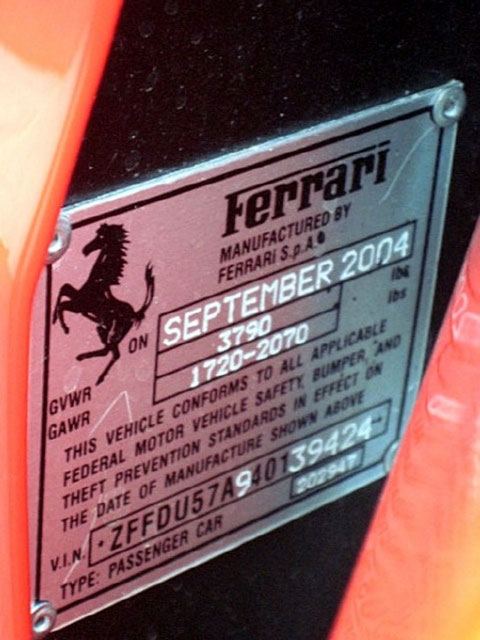 Ferrari
MANUFACTURED BY
FERRARI S.p.A.
ON SEPTEMBER 2004
GVWR 3790 lbs
GAWR 1720-2070 lbs
THIS VEHICLE CONFORMS TO ALL APPLICABLE
FEDERAL MOTOR VEHICLE SAFETY, BUMPER, AND
THEFT PREVENTION STANDARDS IN EFFECT ON
THE DATE OF MANUFACTURE SHOWN ABOVE
V.I.N. ZFFDU57A940139424
TYPE: PASSENGER CAR 202947